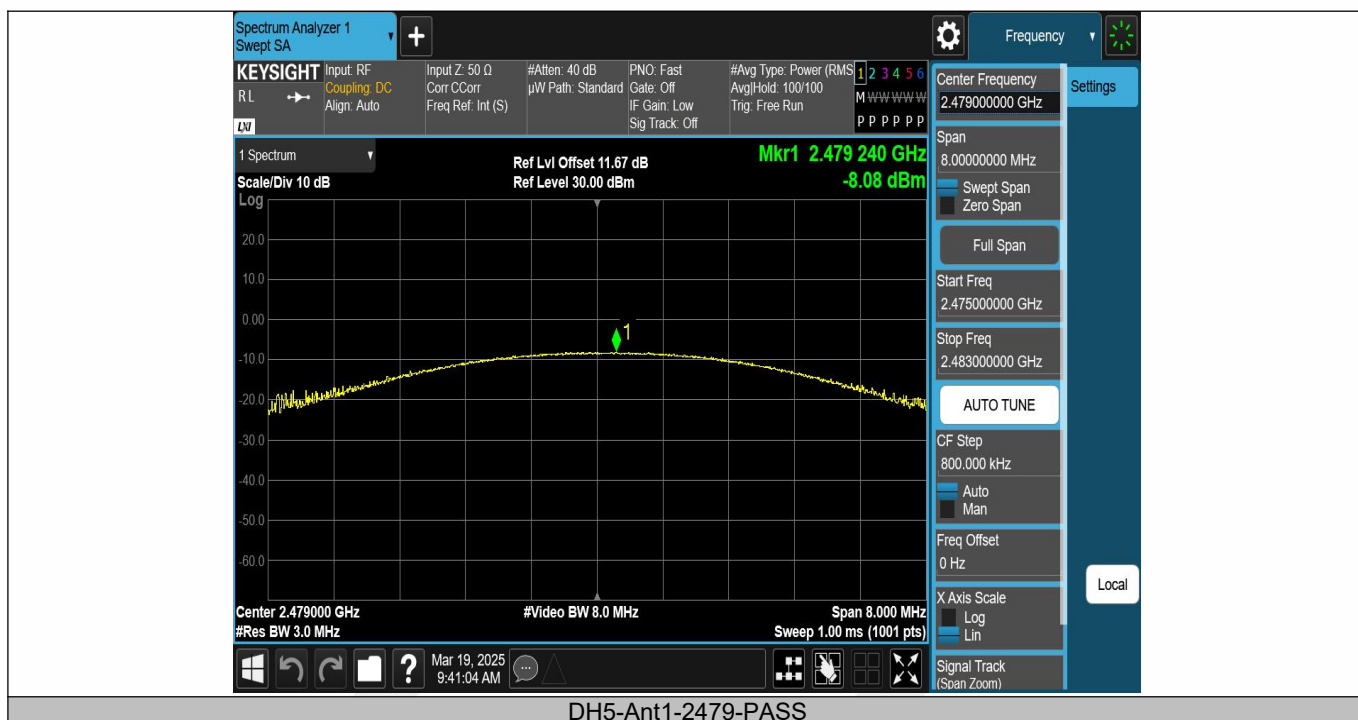 Spectrum Analyzer 1
Swept SA
Frequency
KEYSIGHT
RL
LXI
Input: RF
Coupling: DC
Align: Auto
Input Z: 50 Ω
Corr CCorr
Freq Ref: Int (S)
#Atten: 40 dB
µW Path: Standard
PNO: Fast
Gate: Off
IF Gain: Low
Sig Track: Off
#Avg Type: Power (RMS
Avg|Hold: 100/100
Trig: Free Run
1 2 3 4 5 6
M W W W W W
P P P P P P
1 Spectrum
Scale/Div 10 dB
Log
Ref Lvl Offset 11.67 dB
Ref Level 30.00 dBm
Mkr1 2.479 240 GHz
-8.08 dBm
20.0
10.0
0.00
-10.0
-20.0
-30.0
-40.0
-50.0
-60.0
1
Center 2.479000 GHz
#Res BW 3.0 MHz
#Video BW 8.0 MHz
Span 8.000 MHz
Sweep 1.00 ms (1001 pts)
Center Frequency
2.479000000 GHz
Settings
Span
8.00000000 MHz
Swept Span
Zero Span
Full Span
Start Freq
2.475000000 GHz
Stop Freq
2.483000000 GHz
AUTO TUNE
CF Step
800.000 kHz
Auto
Man
Freq Offset
0 Hz
X Axis Scale
Log
Lin
Local
Signal Track
(Span Zoom)
?
Mar 19, 2025
9:41:04 AM
DH5-Ant1-2479-PASS